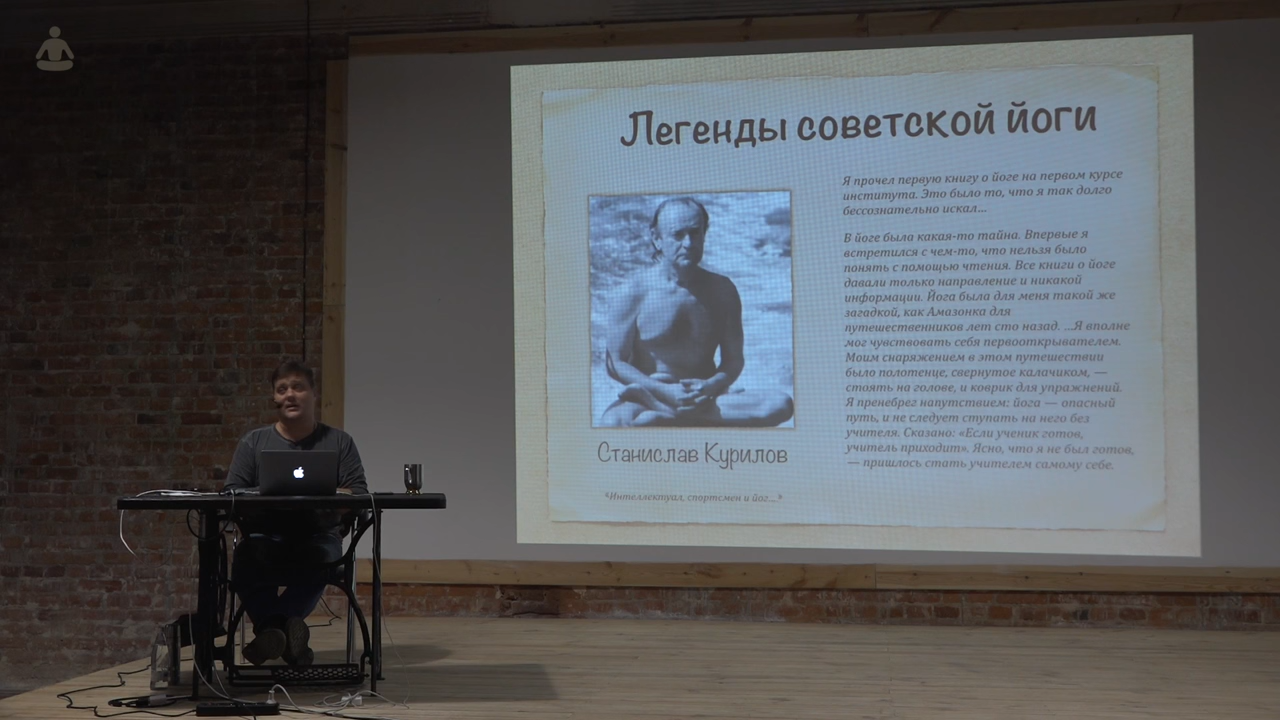 Легенды советской йоги
Я прочел первую книгу о йоге на первом курсе
института. Это было то, что я так долго
бессознательно искал...
В йоге была какая-то тайна. Впервые я
встретился с чем-то, что нельзя было
понять с помощью чтения. Все книги о йоге
давали только направление и никакой
информации. Йога была для меня такой же
загадкой, как Амазонка для
путешественников лет сто назад. ...Я вполне
мог чувствовать себя первооткрывателем.
Моим снаряжением в этом путешествии
было полотенце, свернутое калачиком, —
стоять на голове, и коврик для упражнений.
Я пренебрег напутствием: йога — опасный
путь, и не следует ступать на него без
учителя. Сказано: «Если ученик готов,
учитель приходит». Ясно, что я не был готов,
— пришлось стать учителем самому себе.
Станислав Курилов
"Интеллектуал, спортсмен и йог..."